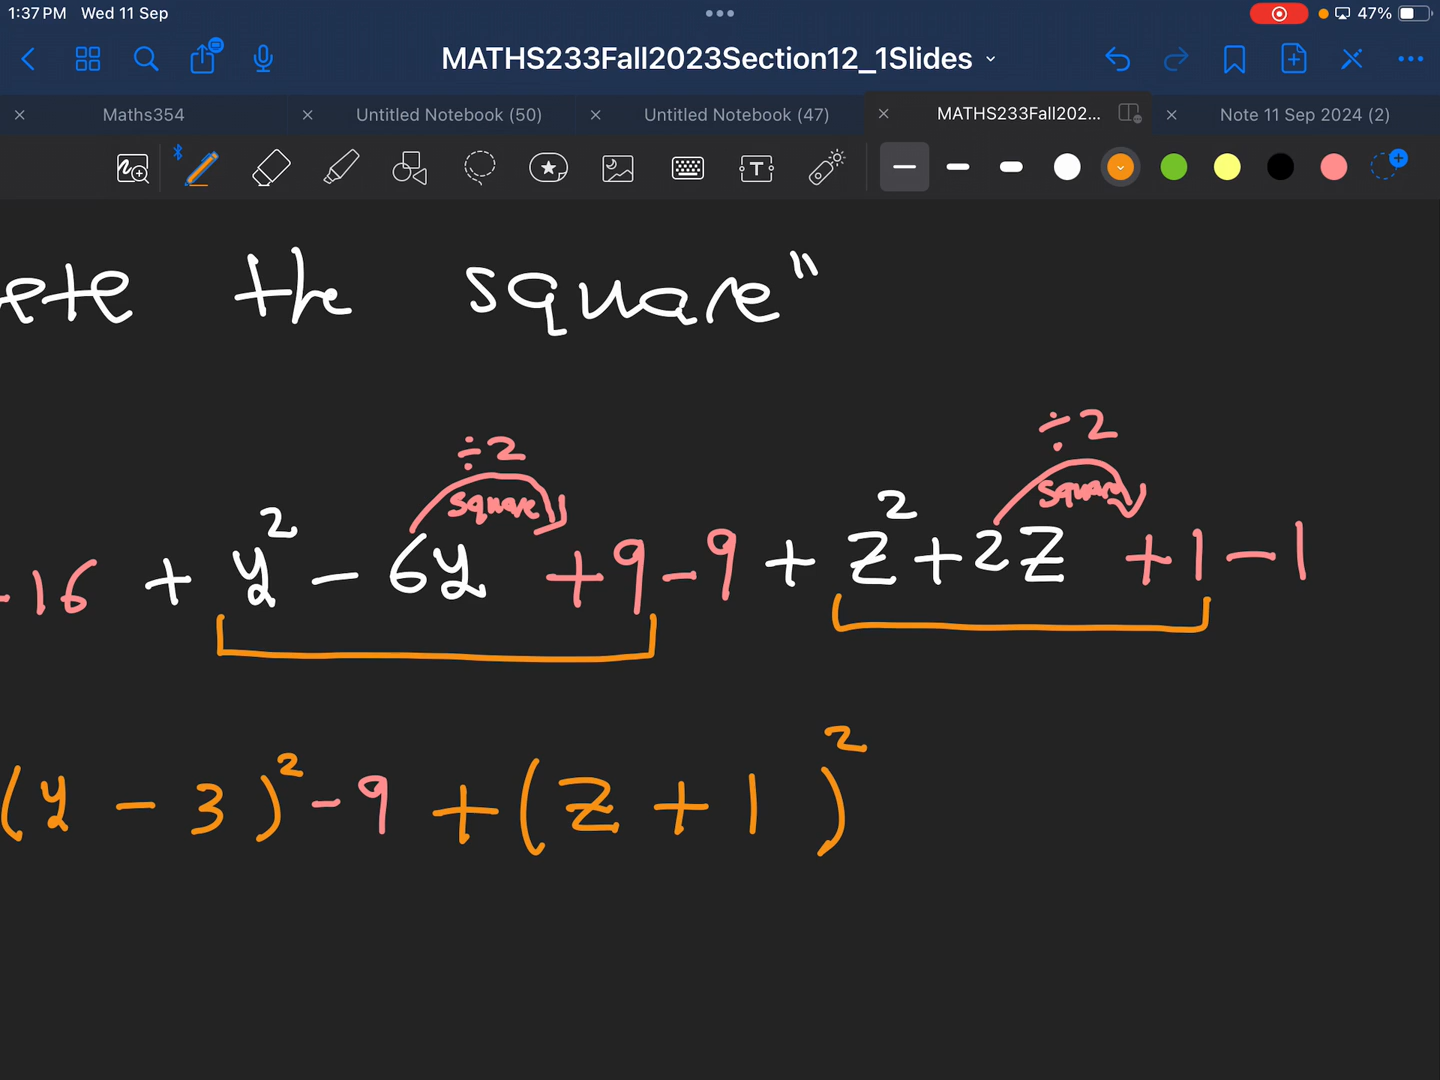 1:37 PM Wed 11 Sep 47%
MATHS233Fall2023Section12_1Slides
Maths354 Untitled Notebook (50) Untitled Notebook (47) MATHS233Fall202... Note 11 Sep 2024 (2)
T
ete the square"
÷2 ÷2
square square
-16 + y² - 6y +9 -9 + z² + 2z +1 -1
(y - 3)² -9 + (z + 1)²